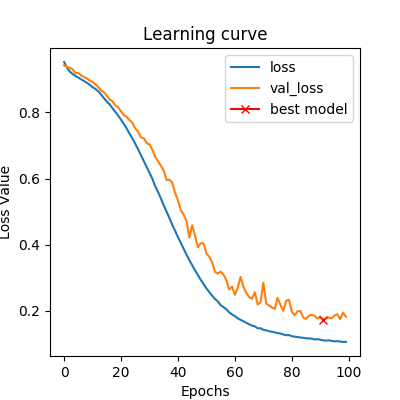 Learning curve
loss
val_loss
best model
0.8
0.6
0.4
0.2
Loss Value
0 20 40 60 80 100
Epochs